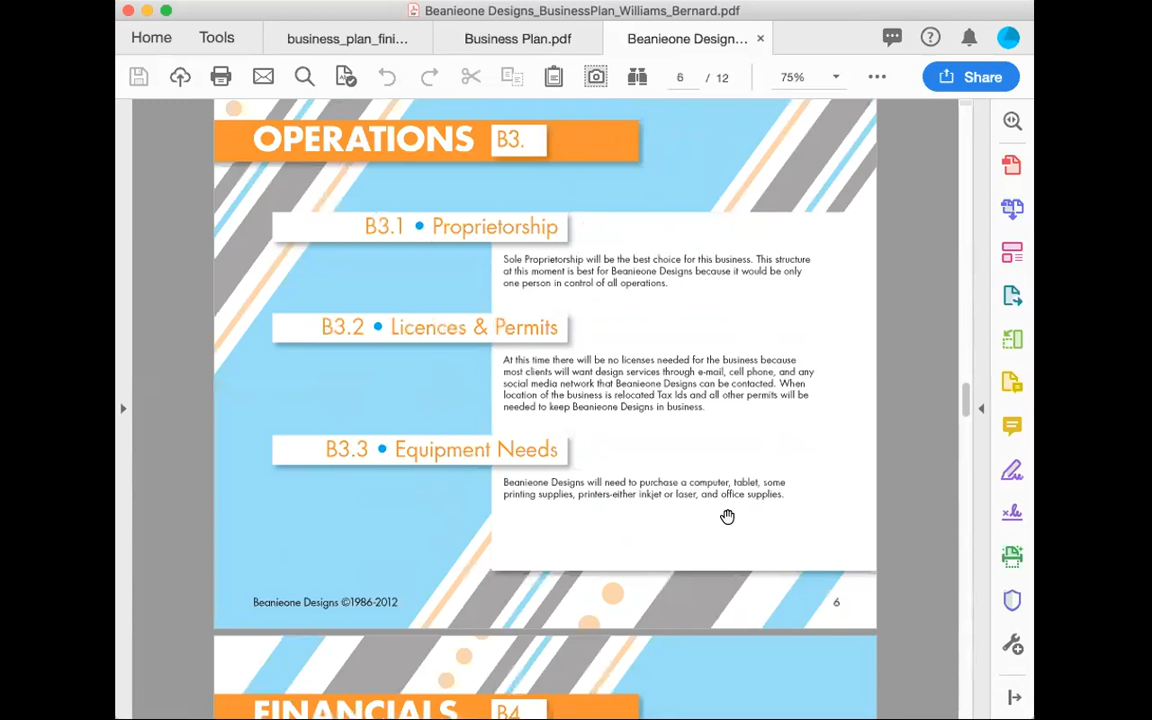 Beanieone Designs_BusinessPlan_Williams_Bernard.pdf
Home Tools business_plan_fini... Business Plan.pdf Beanieone Design... ×
6 / 12 75% Share
OPERATIONS B3.
B3.1 • Proprietorship
Sole Proprietorship will be the best choice for this business. This structure
at this moment is best for Beanieone Designs because it would be only
one person in control of all operations.
B3.2 • Licences & Permits
At this time there will be no licenses needed for the business because
most clients will want design services through e-mail, cell phone, and any
social media network that Beanieone Designs can be contacted. When
location of the business is relocated Tax Ids and all other permits will be
needed to keep Beanieone Designs in business.
B3.3 • Equipment Needs
Beanieone Designs will need to purchase a computer, tablet, some
printing supplies, printers-either inkjet or laser, and office supplies.
Beanieone Designs ©1986-2012
6
FINANCIALS B4